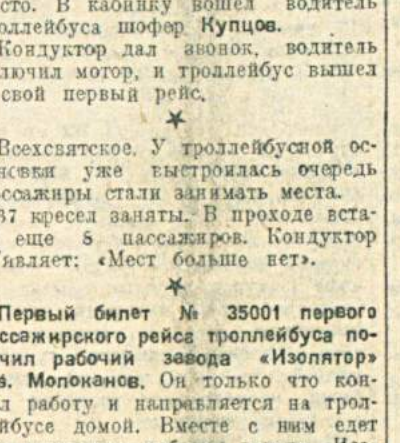 сто. В кабинку вошел водитель
оллейбуса шофер Купцов.
Кондуктор дал звонок, водитель
лючил мотор, и троллейбус вышел
свой первый рейс.
★
Всехсвятское. У троллейбусной ос-
новки уже выстроилась очередь
ссажиры стали занимать места.
37 кресел заняты. В проходе вста-
еще 5 пассажиров. Кондуктор
являет: «Мест больше нет».
★
Первый билет № 35001 первого
ссажирского рейса троллейбуса по-
чил рабочий завода «Изолятор»
в. Молоканов. Он только что кон-
л работу и направляется на трол-
йбусе домой. Вместе с ним едет